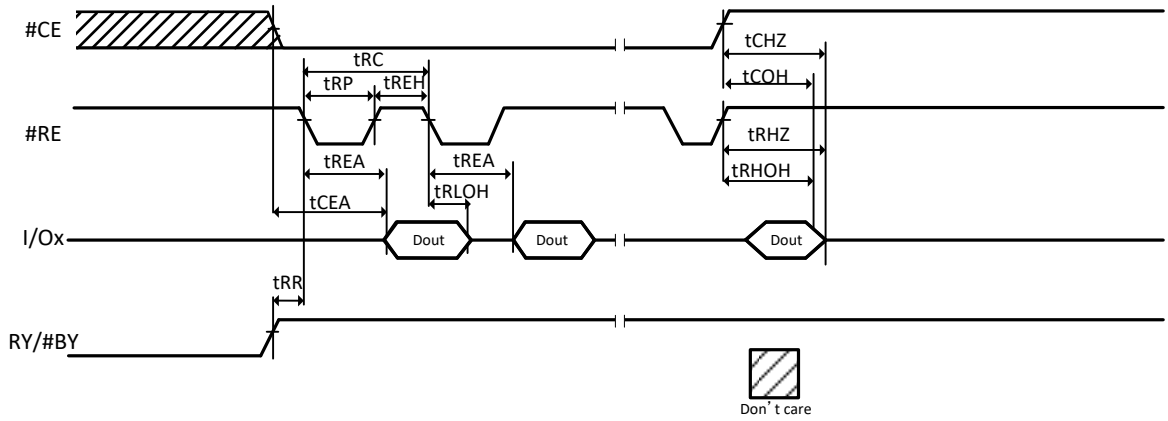 #CE
tCHZ
tRC
tCOH
tRP
tREH
#RE
tRHZ
tREA
tREA
tRHOH
tRLOH
tCEA
I/Ox
Dout
Dout
Dout
tRR
RY/#BY
Don’t care